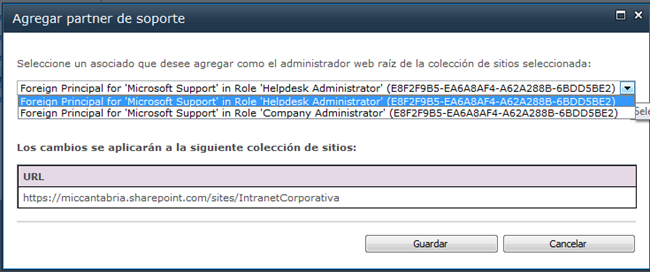 Agregar partner de soporte
Seleccione un asociado que desee agregar como el administrador web raíz de la colección de sitios seleccionada:
Foreign Principal for 'Microsoft Support' in Role 'Helpdesk Administrator' (E8F2F9B5-EA6A8AF4-A62A288B-6BDD5BE2)
Foreign Principal for 'Microsoft Support' in Role 'Helpdesk Administrator' (E8F2F9B5-EA6A8AF4-A62A288B-6BDD5BE2)
Foreign Principal for 'Microsoft Support' in Role 'Company Administrator' (E8F2F9B5-EA6A8AF4-A62A288B-6BDD5BE2)
Los cambios se aplicarán a la siguiente colección de sitios:
URL
https://miccantabria.sharepoint.com/sites/IntranetCorporativa
Guardar
Cancelar